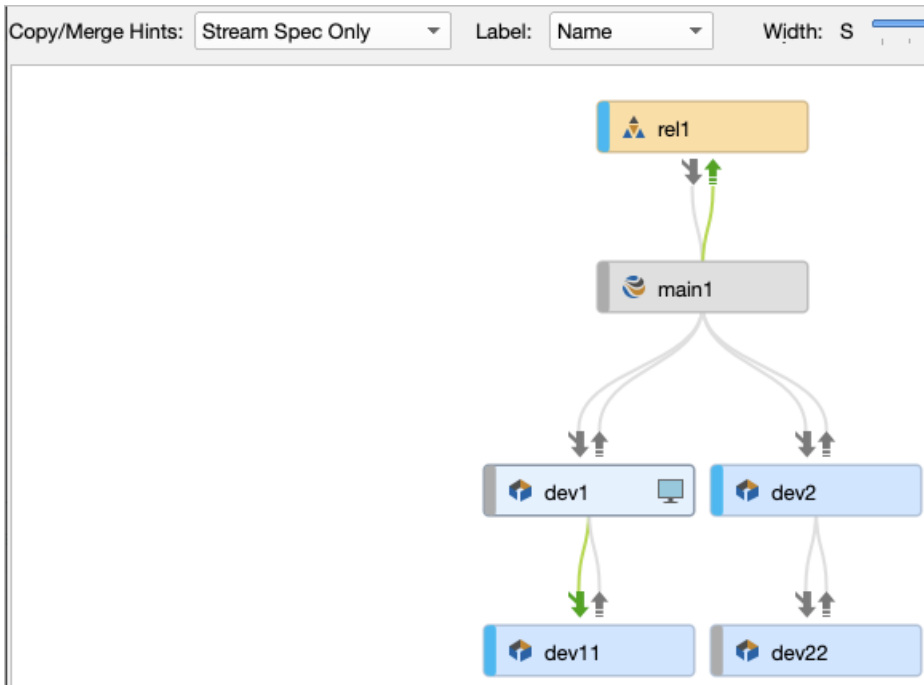 Copy/Merge Hints: Stream Spec Only Label: Name Width: S
rel1
main1
dev1 dev2
dev11 dev22